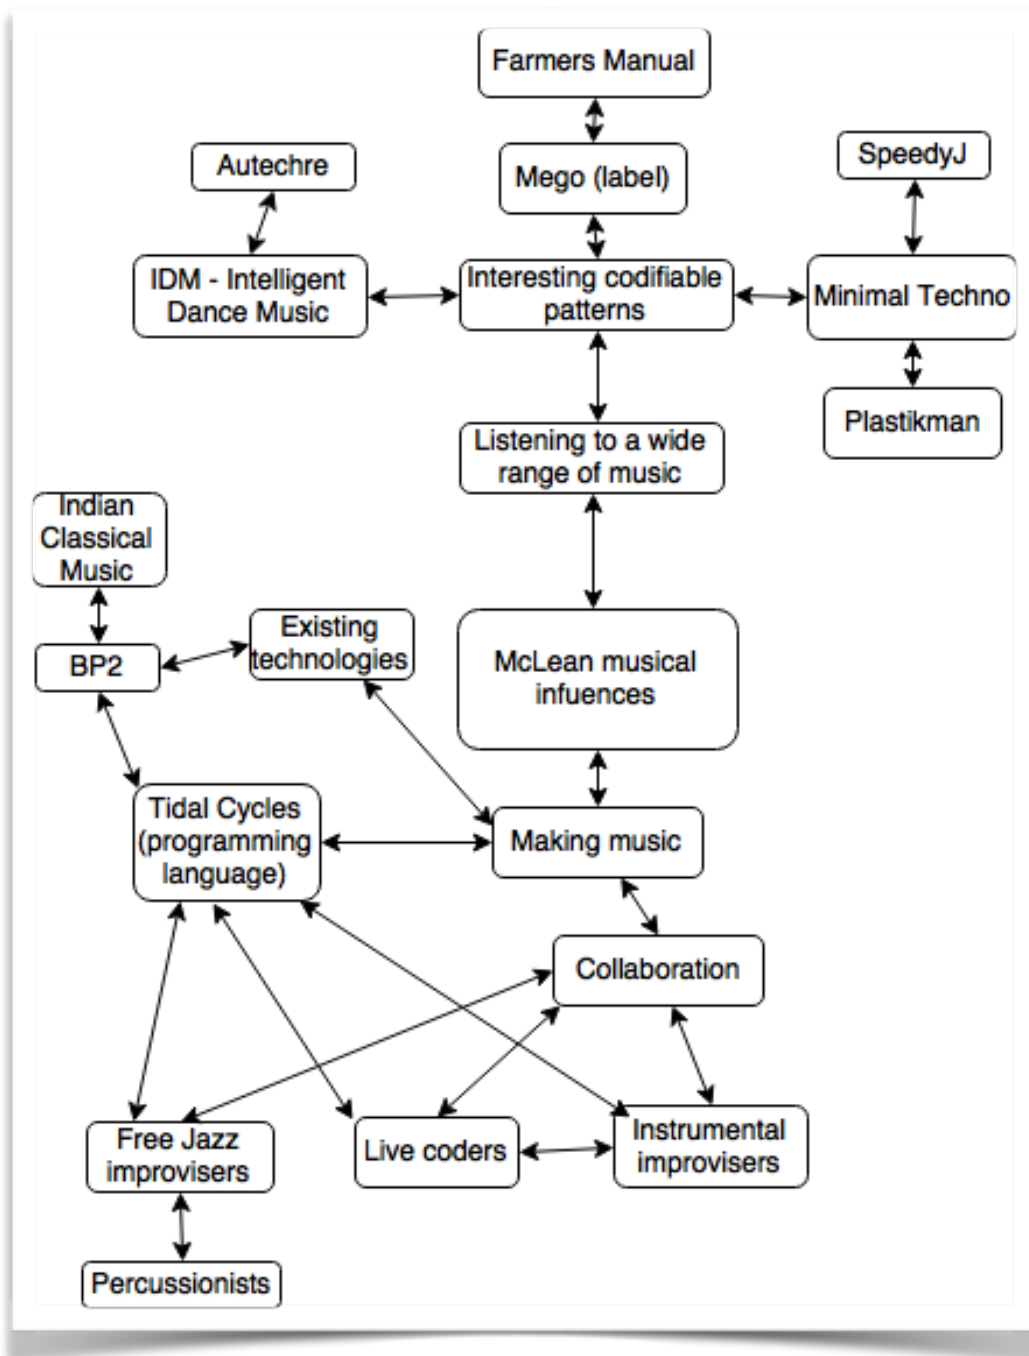 Farmers Manual
Autechre
Mego (label)
SpeedyJ
IDM - Intelligent
Dance Music
Interesting codifiable
patterns
Minimal Techno
Plastikman
Listening to a wide
range of music
Indian
Classical
Music
Existing
technologies
BP2
McLean musical
infuences
Tidal Cycles
(programming
language)
Making music
Collaboration
Free Jazz
improvisers
Live coders
Instrumental
improvisers
Percussionists